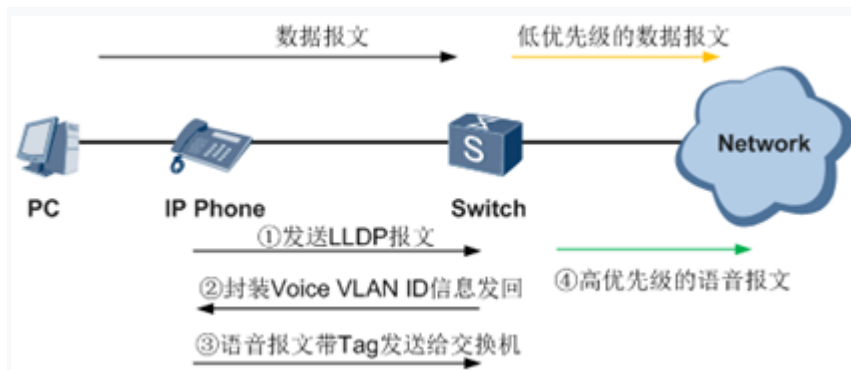 数据报文
低优先级的数据报文
S
Network
PC
IP Phone
Switch
①发送LLDP报文
②封装Voice VLAN ID信息发回
④高优先级的语音报文
③语音报文带Tag发送给交换机